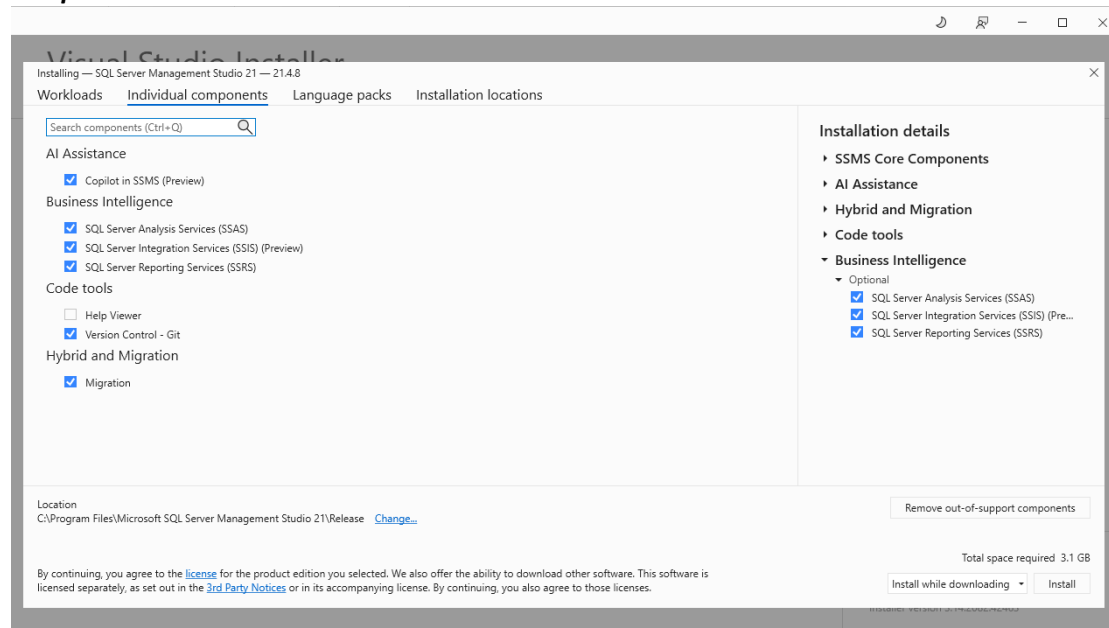 Visual Studio Installer
Installing — SQL Server Management Studio 21 — 21.4.8
Workloads Individual components Language packs Installation locations
Search components (Ctrl+Q)
AI Assistance
Copilot in SSMS (Preview)
Business Intelligence
SQL Server Analysis Services (SSAS)
SQL Server Integration Services (SSIS) (Preview)
SQL Server Reporting Services (SSRS)
Code tools
Help Viewer
Version Control - Git
Hybrid and Migration
Migration
Installation details
SSMS Core Components
AI Assistance
Hybrid and Migration
Code tools
Business Intelligence
Optional
SQL Server Analysis Services (SSAS)
SQL Server Integration Services (SSIS) (Pre...
SQL Server Reporting Services (SSRS)
Location
C:\Program Files\Microsoft SQL Server Management Studio 21\Release Change...
Remove out-of-support components
Total space required 3.1 GB
By continuing, you agree to the license for the product edition you selected. We also offer the ability to download other software. This software is
licensed separately, as set out in the 3rd Party Notices or in its accompanying license. By continuing, you also agree to those licenses.
Install while downloading Install